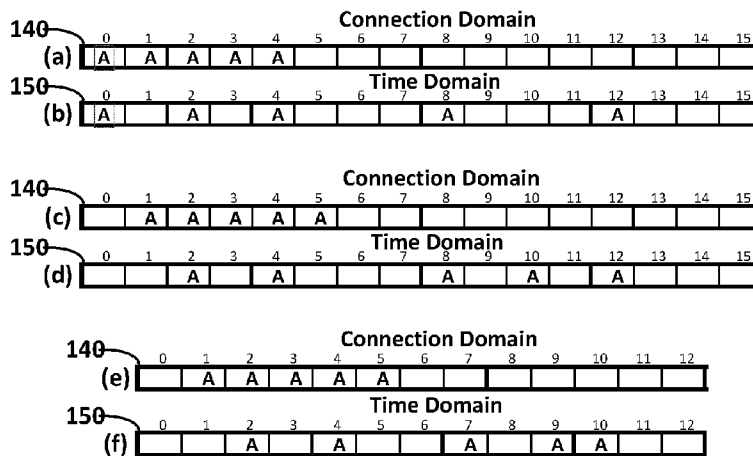 Connection Domain
140
0 1 2 3 4 5 6 7 8 9 10 11 12 13 14 15
(a) A A A A A
Time Domain
150
0 1 2 3 4 5 6 7 8 9 10 11 12 13 14 15
(b) A A A A A
Connection Domain
140
0 1 2 3 4 5 6 7 8 9 10 11 12 13 14 15
(c) A A A A A
Time Domain
150
0 1 2 3 4 5 6 7 8 9 10 11 12 13 14 15
(d) A A A A A
Connection Domain
140
0 1 2 3 4 5 6 7 8 9 10 11 12
(e) A A A A A
Time Domain
150
0 1 2 3 4 5 6 7 8 9 10 11 12
(f) A A A A A